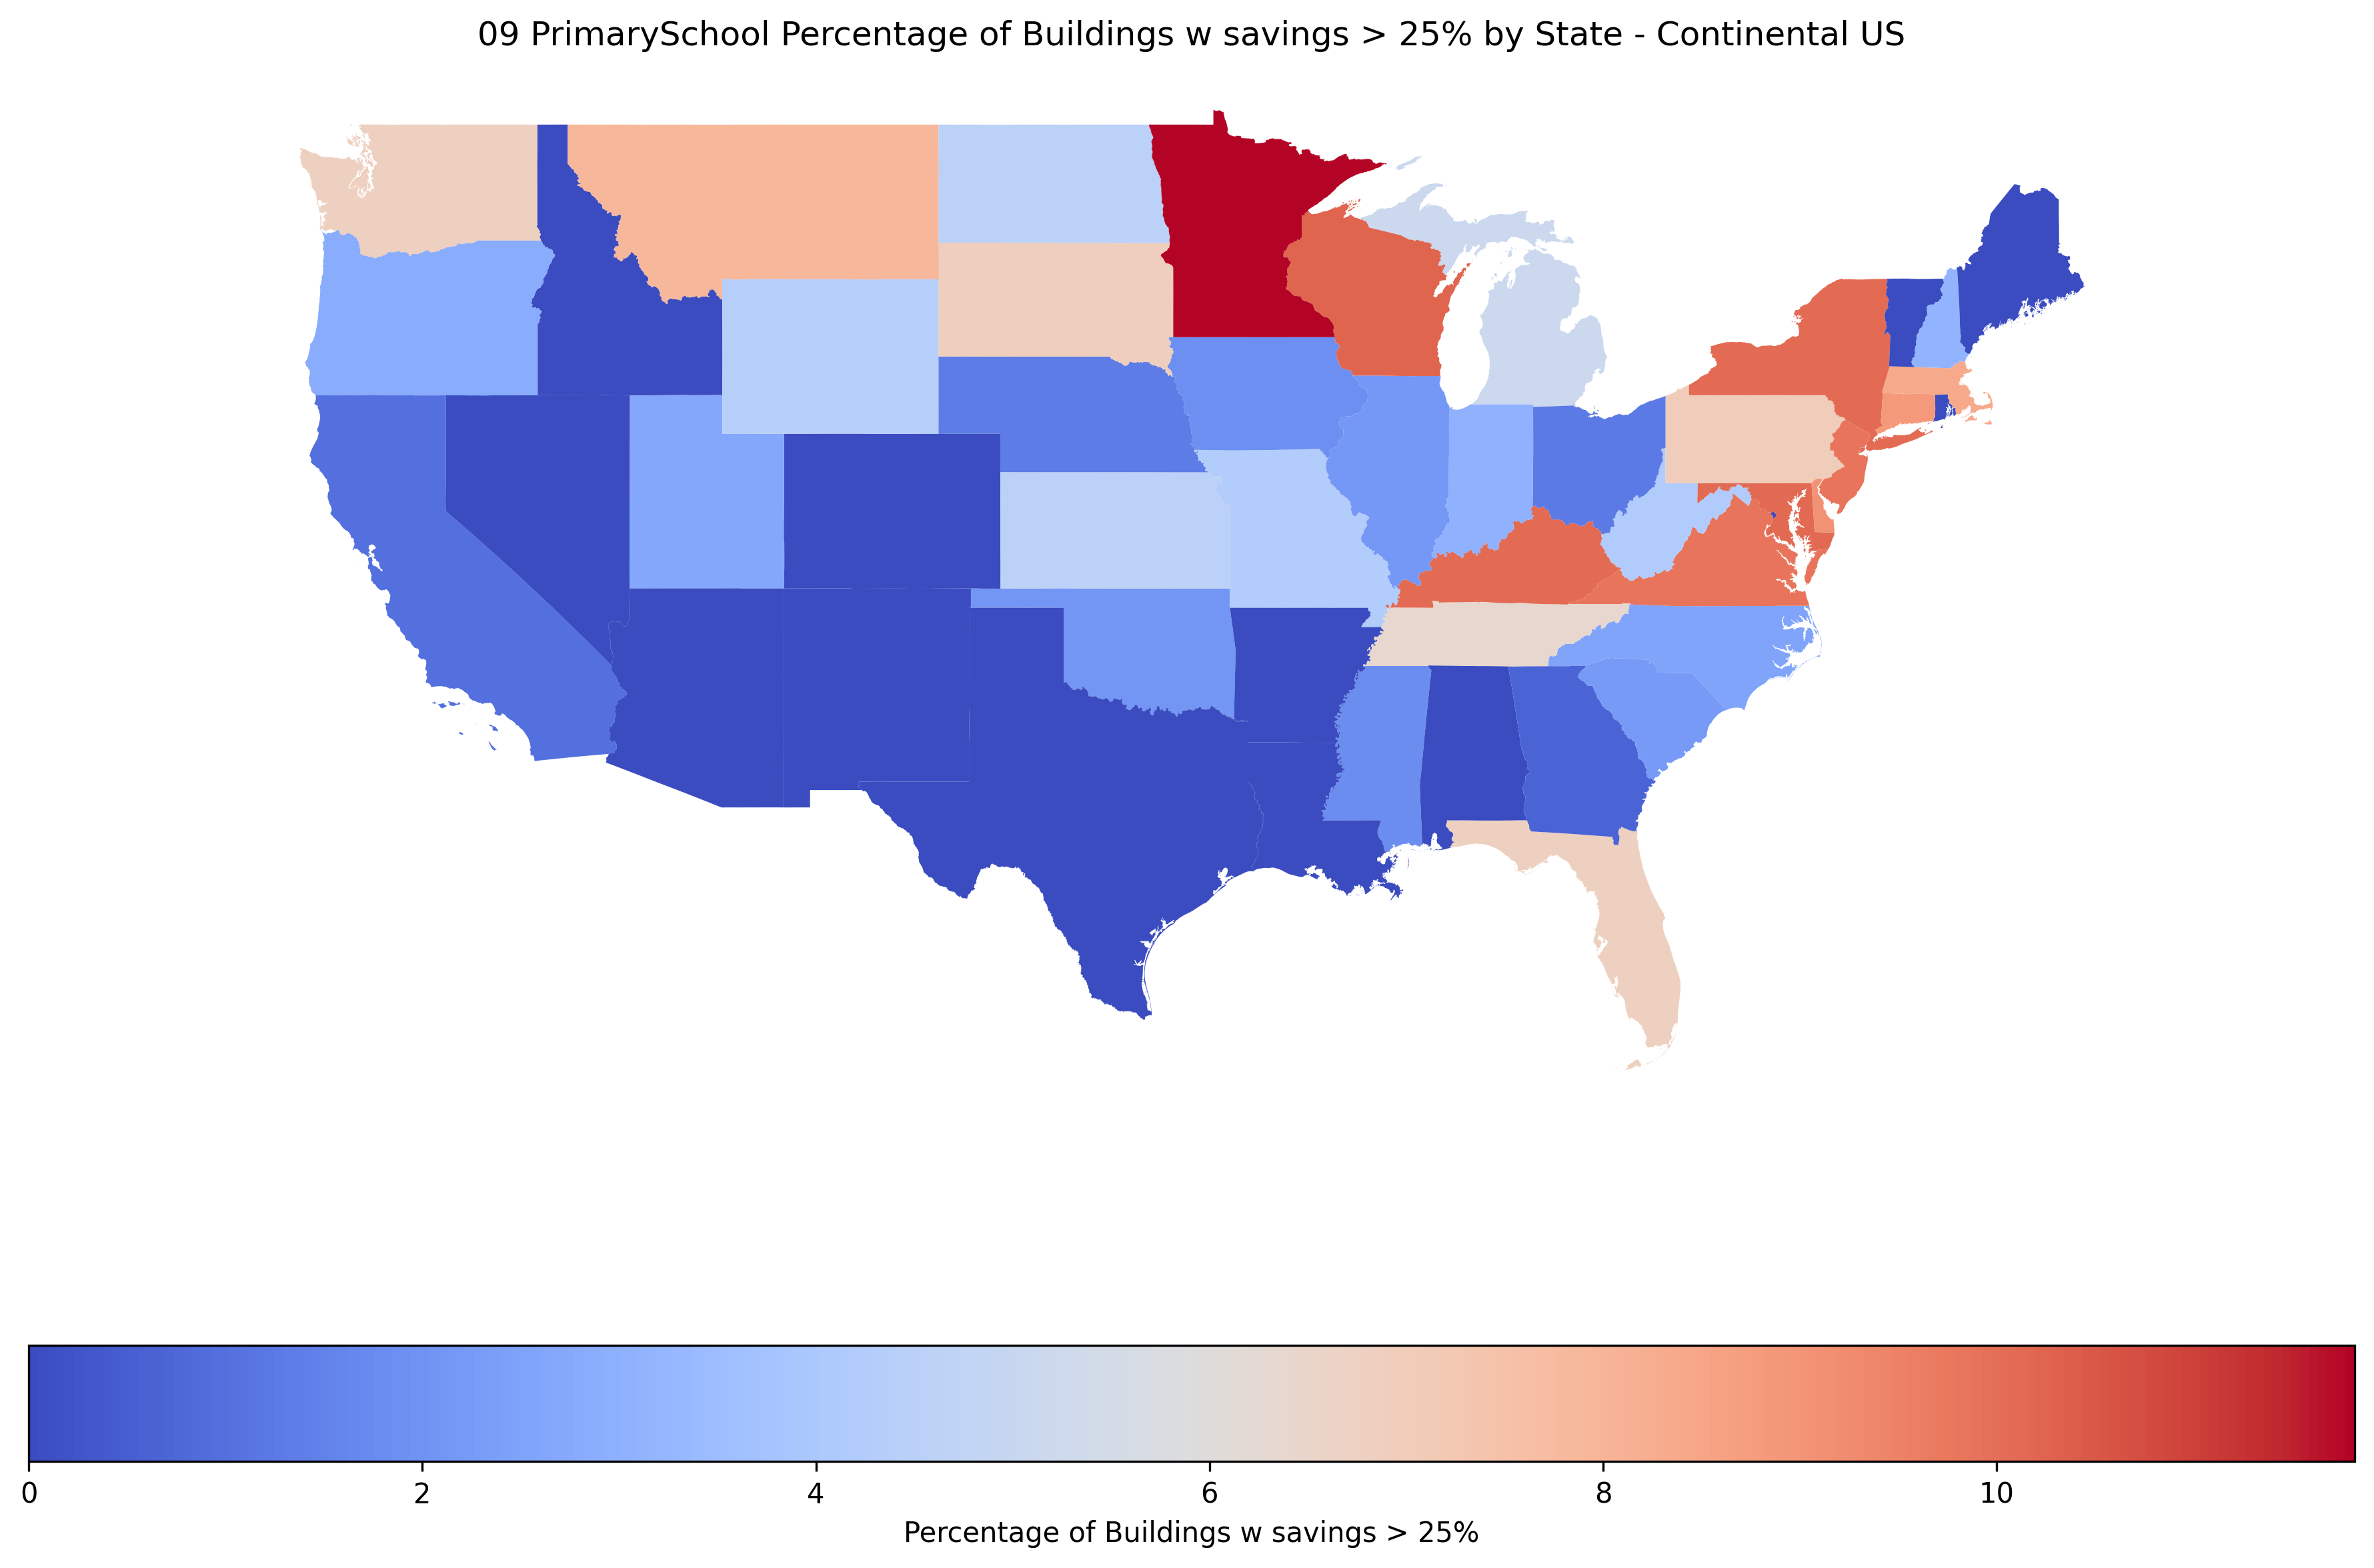 09 PrimarySchool Percentage of Buildings w savings > 25% by State - Continental US
0 2 4 6 8 10
Percentage of Buildings w savings > 25%